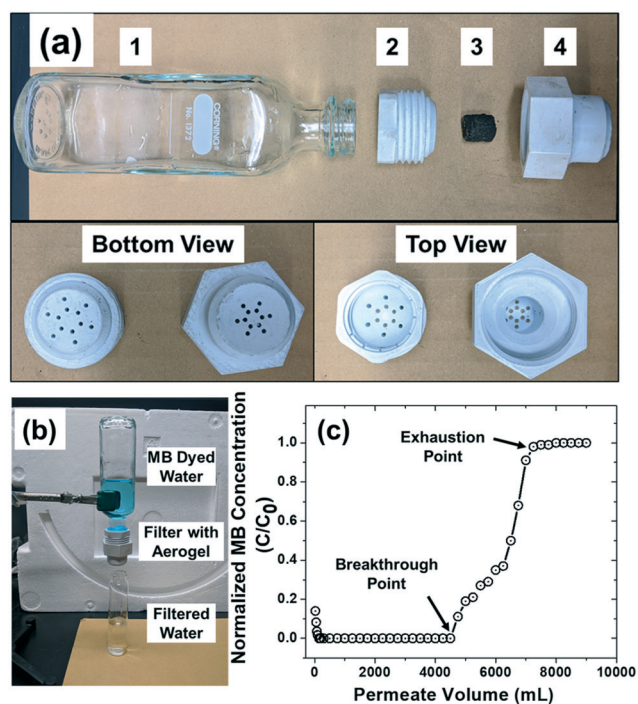 (a)
1
2
3
4
CORNING
No. 1372
Bottom View
Top View
(b)
MB Dyed
Water
Filter with
Aerogel
Filtered
Water
(c)
Normalized MB Concentration
(C/C₀)
1.0
0.8
0.6
0.4
0.2
0.0
Exhaustion
Point
Breakthrough
Point
0
2000
4000
6000
8000
10000
Permeate Volume (mL)